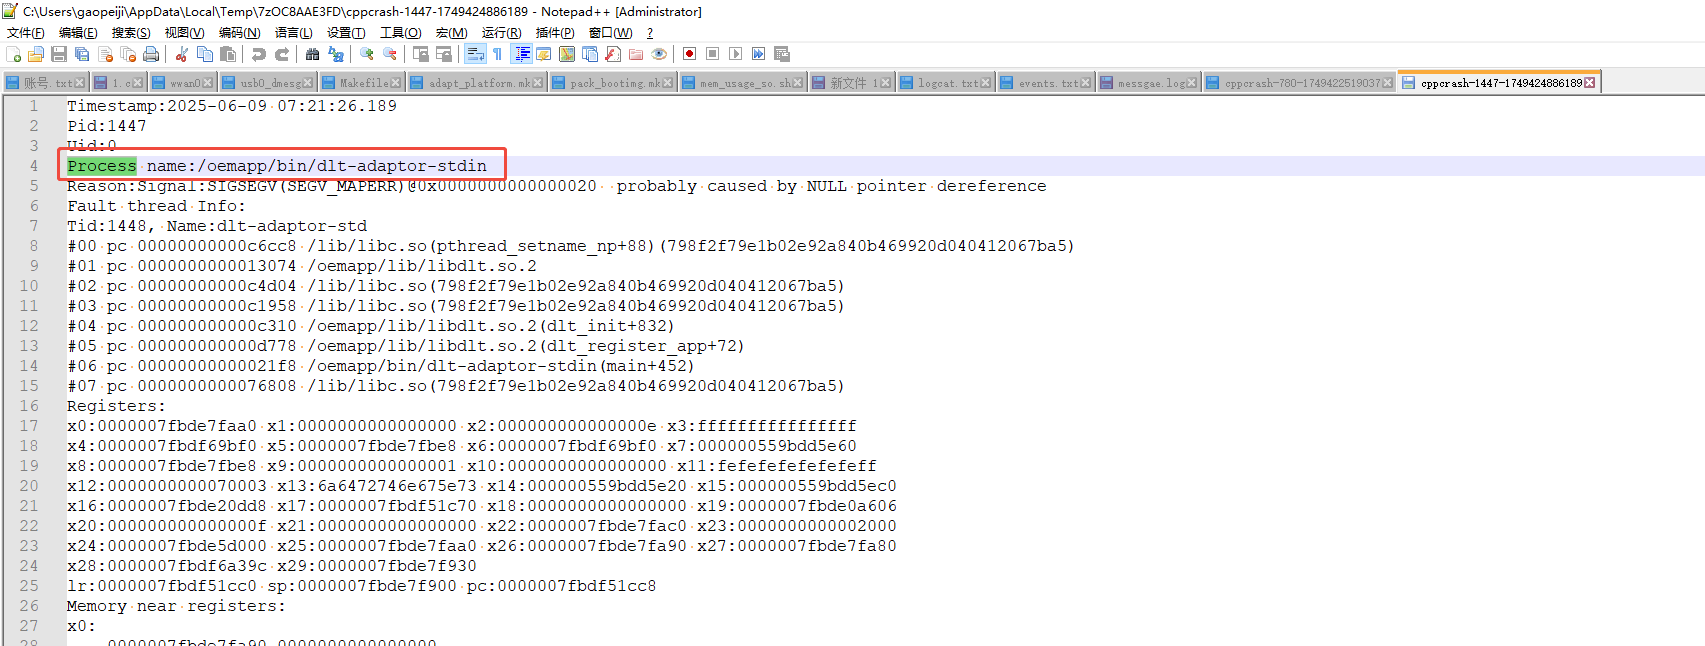 C:\Users\gaopeiji\AppData\Local\Temp\7zOC8AAE3FD\cppcrash-1447-1749424886189 - Notepad++ [Administrator]
文件(F) 编辑(E) 搜索(S) 视图(V) 编码(N) 语言(L) 设置(T) 工具(O) 宏(M) 运行(R) 插件(P) 窗口(W) ?
账号.txt 1.c wwan0 usb0_dmesg Makefile adapt_platform.mk pack_booting.mk mem_usage_so.sh 新文件 1 logcat.txt events.txt messgae.log cppcrash-780-1749422519037 cppcrash-1447-1749424886189
1 Timestamp:2025-06-09 07:21:26.189
2 Pid:1447
3 Uid:0
4 Process name:/oemapp/bin/dlt-adaptor-stdin
5 Reason:Signal:SIGSEGV(SEGV_MAPERR)@0x0000000000000020  probably caused by NULL pointer dereference
6 Fault thread Info:
7 Tid:1448, Name:dlt-adaptor-std
8 #00 pc 00000000000c6cc8 /lib/libc.so(pthread_setname_np+88)(798f2f79e1b02e92a840b469920d040412067ba5)
9 #01 pc 0000000000013074 /oemapp/lib/libdlt.so.2
10 #02 pc 00000000000c4d04 /lib/libc.so(798f2f79e1b02e92a840b469920d040412067ba5)
11 #03 pc 00000000000c1958 /lib/libc.so(798f2f79e1b02e92a840b469920d040412067ba5)
12 #04 pc 000000000000c310 /oemapp/lib/libdlt.so.2(dlt_init+832)
13 #05 pc 000000000000d778 /oemapp/lib/libdlt.so.2(dlt_register_app+72)
14 #06 pc 00000000000021f8 /oemapp/bin/dlt-adaptor-stdin(main+452)
15 #07 pc 0000000000076808 /lib/libc.so(798f2f79e1b02e92a840b469920d040412067ba5)
16 Registers:
17 x0:0000007fbde7faa0 x1:0000000000000000 x2:000000000000000e x3:ffffffffffffffff
18 x4:0000007fbdf69bf0 x5:0000007fbde7fbe8 x6:0000007fbdf69bf0 x7:000000559bdd5e60
19 x8:0000007fbde7fbe8 x9:0000000000000001 x10:0000000000000000 x11:fefefefefefefeff
20 x12:0000000000070003 x13:6a6472746e675e73 x14:000000559bdd5e20 x15:000000559bdd5ec0
21 x16:0000007fbde20dd8 x17:0000007fbdf51c70 x18:0000000000000000 x19:0000007fbde0a606
22 x20:000000000000000f x21:0000000000000000 x22:0000007fbde7fac0 x23:0000000000002000
23 x24:0000007fbde5d000 x25:0000007fbde7faa0 x26:0000007fbde7fa90 x27:0000007fbde7fa80
24 x28:0000007fbdf6a39c x29:0000007fbde7f930
25 lr:0000007fbdf51cc0 sp:0000007fbde7f900 pc:0000007fbdf51cc8
26 Memory near registers:
27 x0:
28 0000007fbde7fa90 0000000000000000